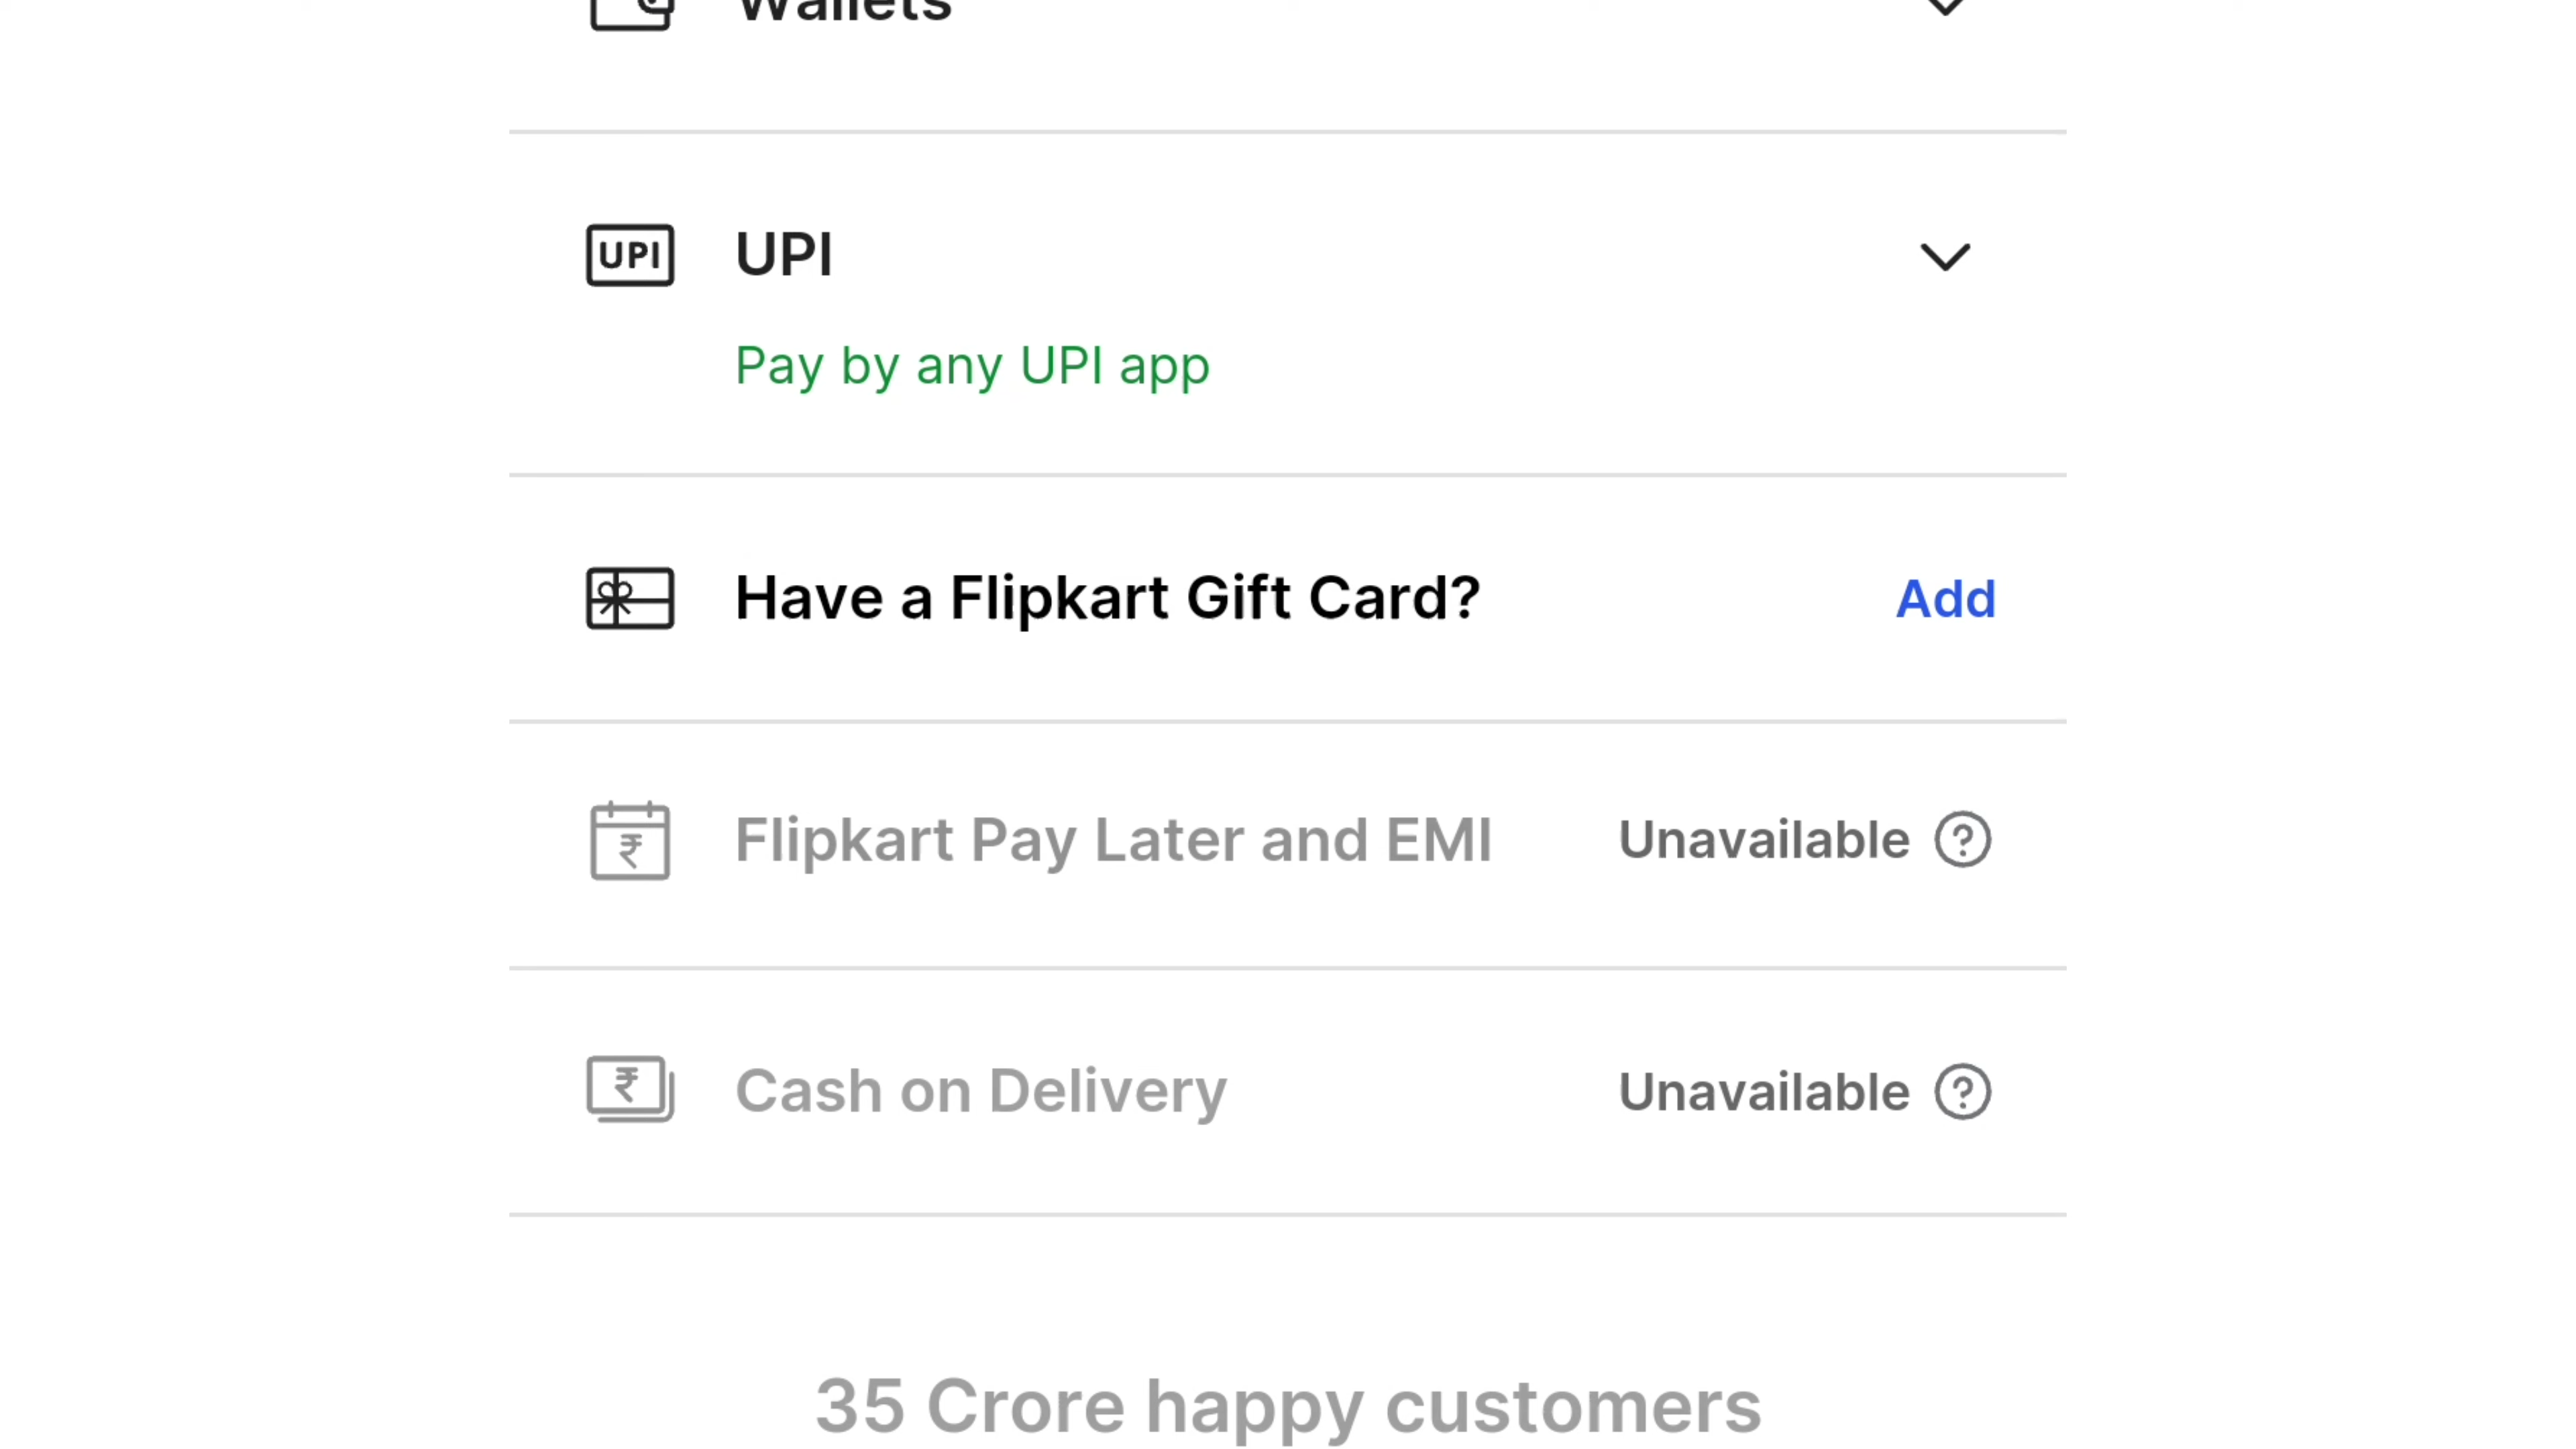 Wallets
UPI
UPI
Pay by any UPI app
Have a Flipkart Gift Card?
Add
₹
Flipkart Pay Later and EMI
Unavailable ?
₹
Cash on Delivery
Unavailable ?
35 Crore happy customers